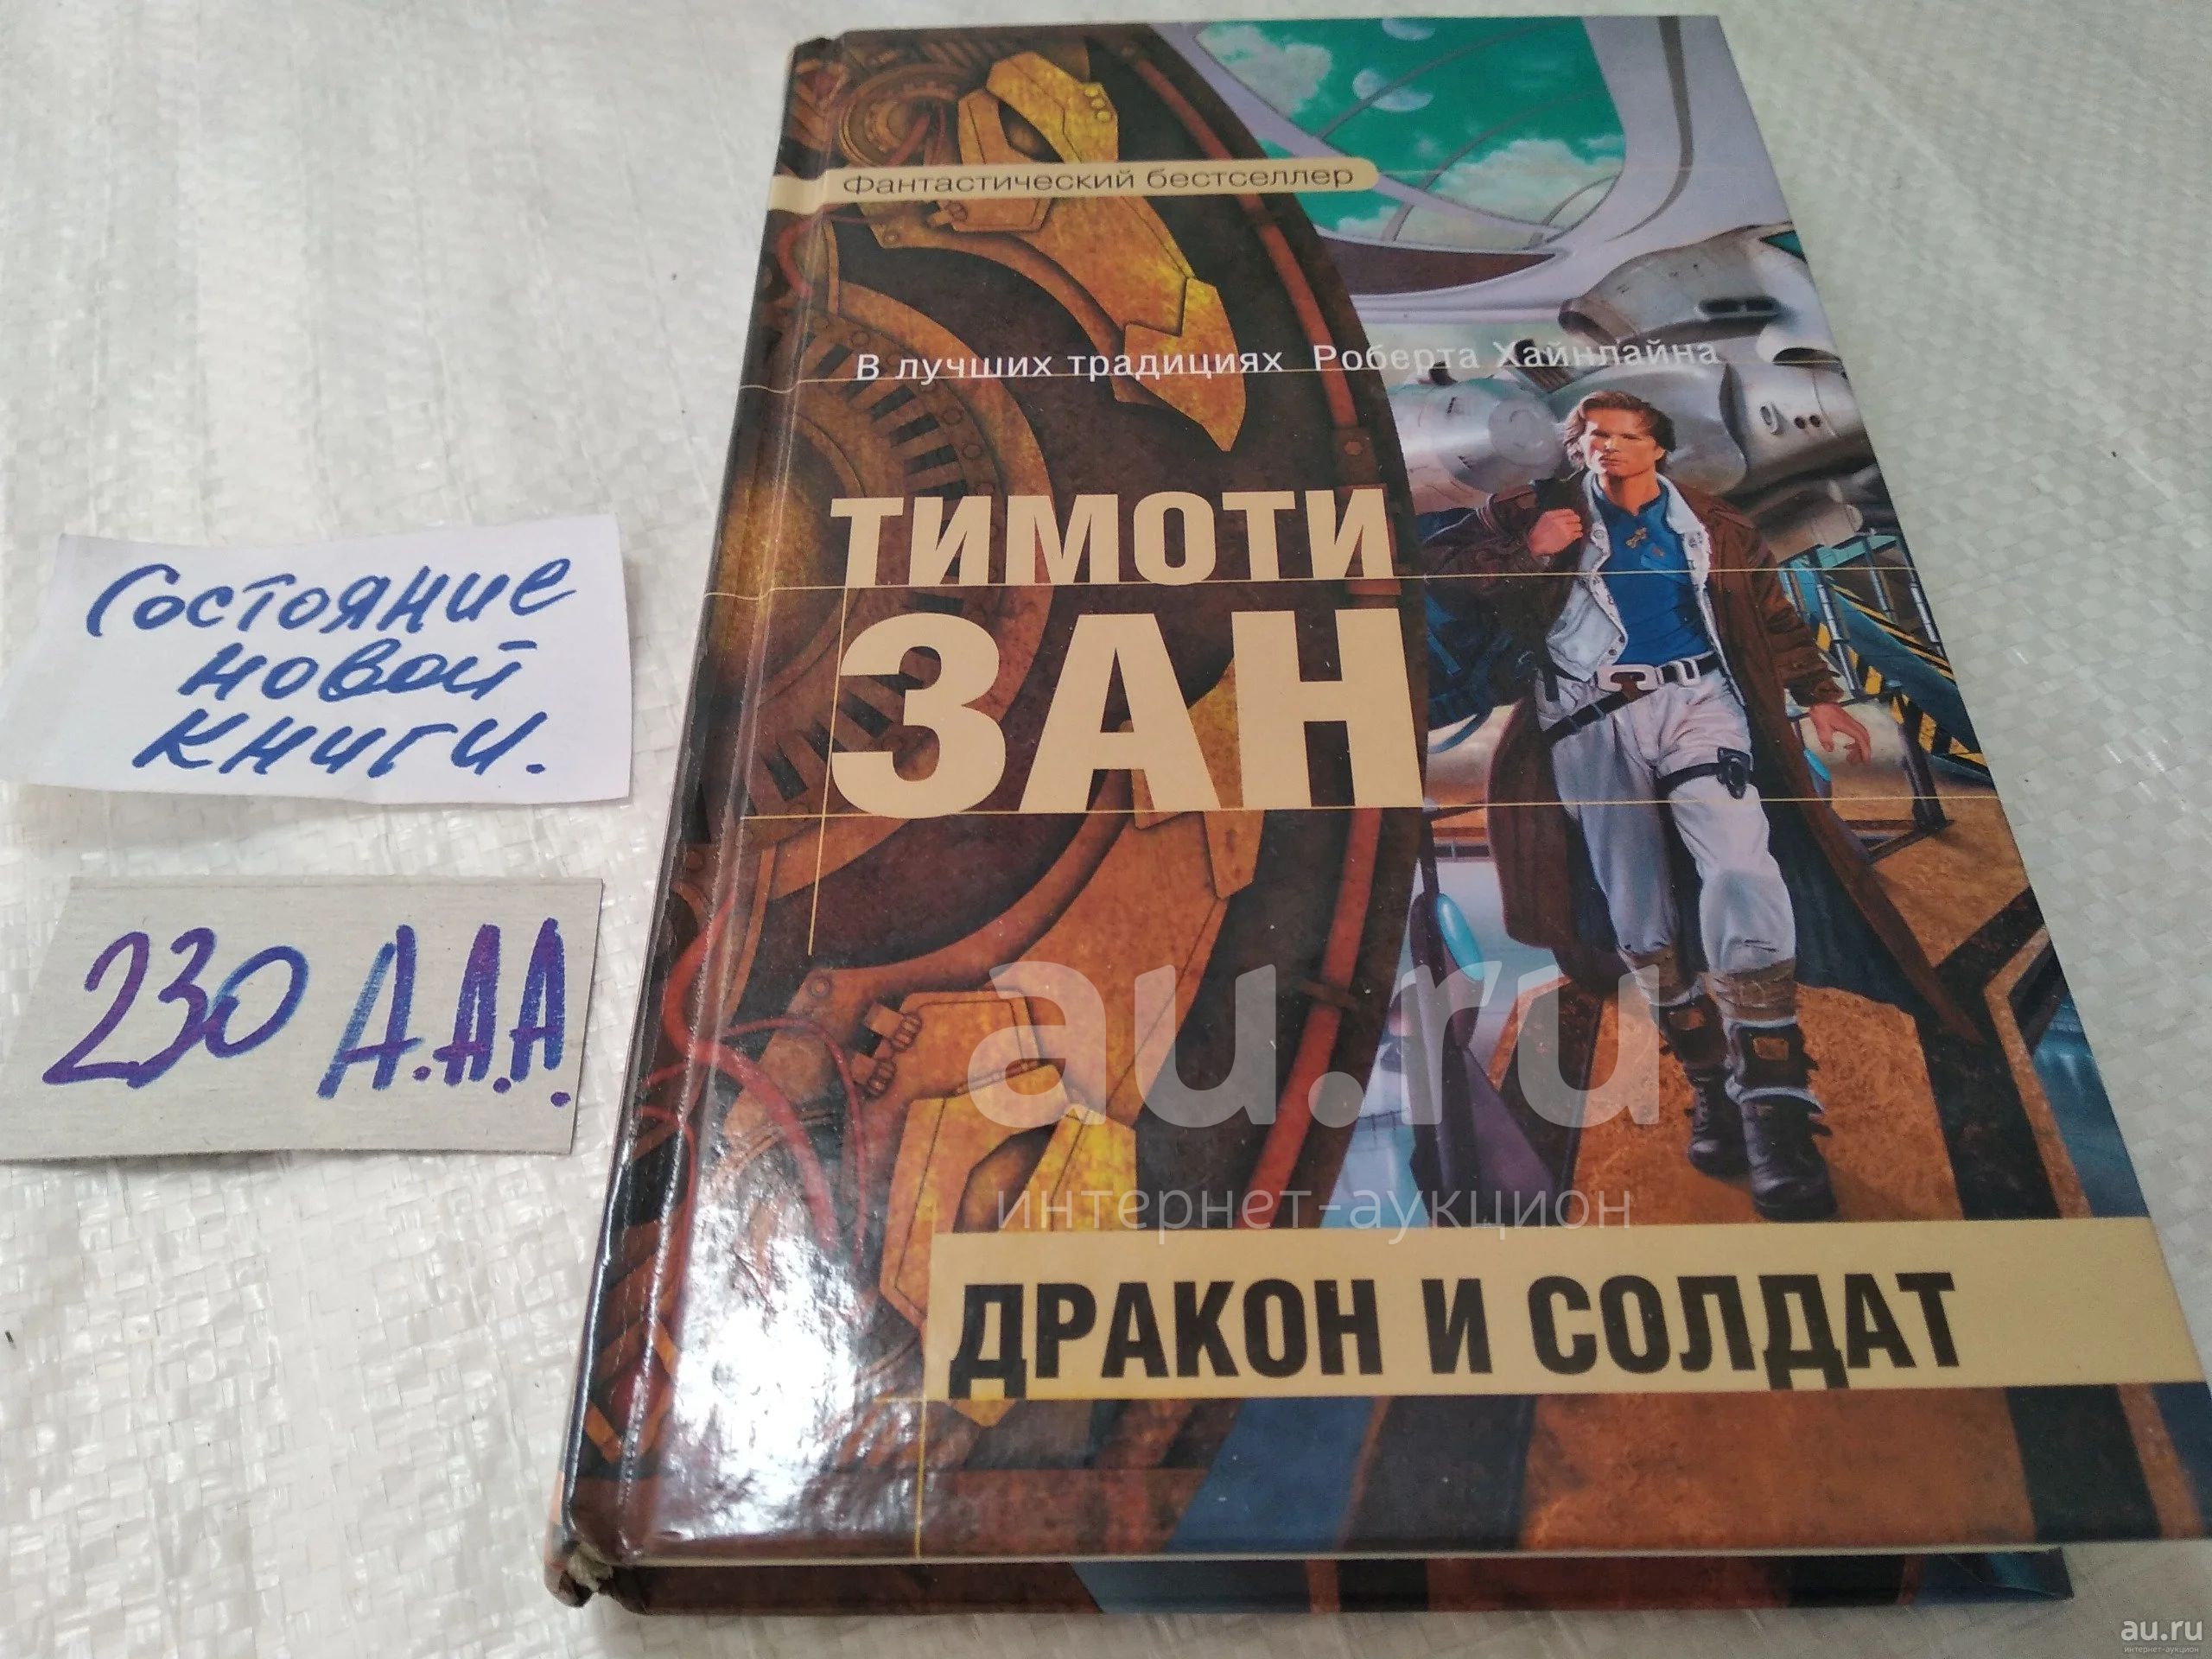 Фантастический бестселлер
В лучших традициях Роберта Хайнлайна
ТИМОТИ
ЗАН
Состояние
новой
книги.
230 А.А.А.
au.ru
интернет-аукцион
ДРАКОН И СОЛДАТ
au.ru
интернет-аукцион